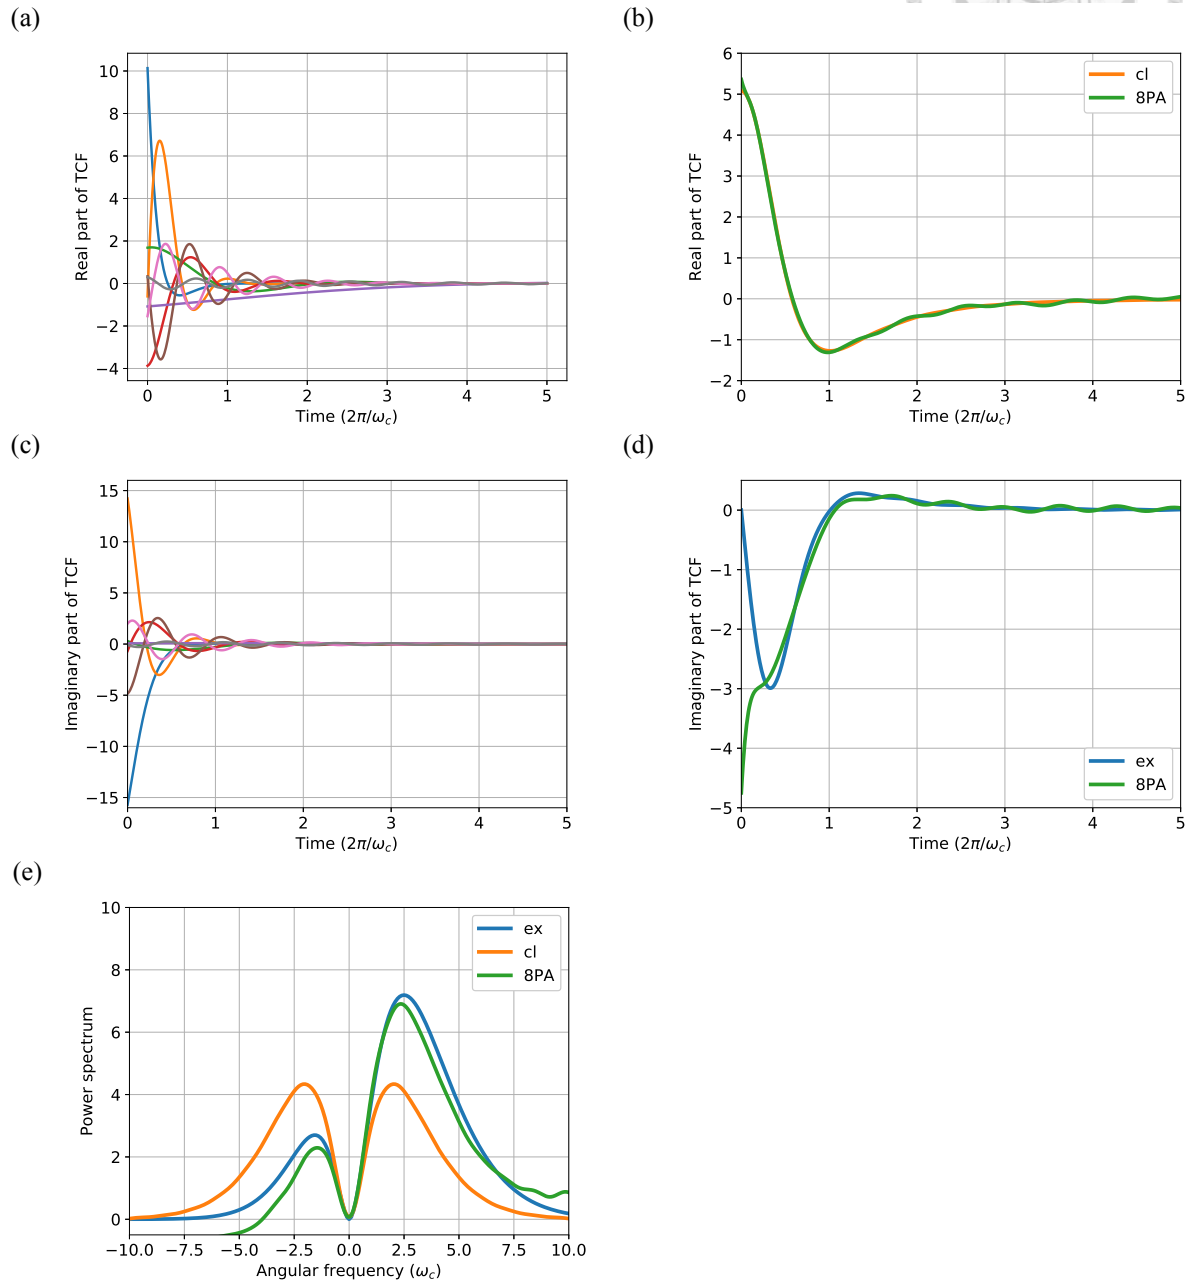 (a)
10
8
6
4
2
0
−2
−4
Real part of TCF
0 1 2 3 4 5
Time (2π/ω_c)
(b)
6
5
4
3
2
1
0
−1
−2
Real part of TCF
cl
8PA
0 1 2 3 4 5
Time (2π/ω_c)
(c)
15
10
5
0
−5
−10
−15
Imaginary part of TCF
0 1 2 3 4 5
Time (2π/ω_c)
(d)
0
−1
−2
−3
−4
−5
Imaginary part of TCF
ex
8PA
0 1 2 3 4 5
Time (2π/ω_c)
(e)
10
8
6
4
2
0
Power spectrum
ex
cl
8PA
−10.0 −7.5 −5.0 −2.5 0.0 2.5 5.0 7.5 10.0
Angular frequency (ω_c)